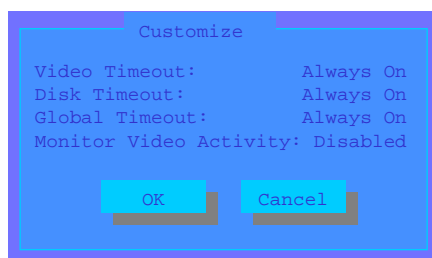 Customize
Video Timeout: Always On
Disk Timeout: Always On
Global Timeout: Always On
Monitor Video Activity: Disabled
OK Cancel